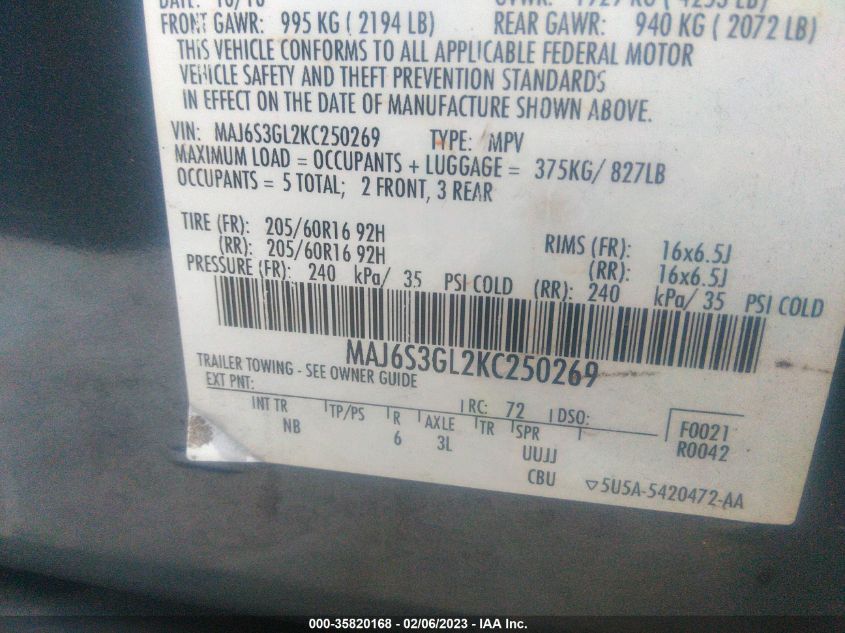 FRONT GAWR: 995 KG ( 2194 LB) REAR GAWR: 940 KG ( 2072 LB)
THIS VEHICLE CONFORMS TO ALL APPLICABLE FEDERAL MOTOR
VEHICLE SAFETY AND THEFT PREVENTION STANDARDS
IN EFFECT ON THE DATE OF MANUFACTURE SHOWN ABOVE.
VIN: MAJ6S3GL2KC250269 TYPE: MPV
MAXIMUM LOAD = OCCUPANTS + LUGGAGE = 375KG/ 827LB
OCCUPANTS = 5 TOTAL; 2 FRONT, 3 REAR
TIRE (FR): 205/60R16 92H RIMS (FR): 16x6.5J
(RR): 205/60R16 92H (RR): 16x6.5J
PRESSURE (FR): 240 kPa/ 35 PSI COLD (RR): 240 kPa/ 35 PSI COLD
MAJ6S3GL2KC250269
TRAILER TOWING - SEE OWNER GUIDE
EXT PNT: RC: 72 DSO:
INT TR TP/PS R AXLE TR SPR F0021
NB 6 3L UUJJ R0042
CBU 5U5A-5420472-AA
000-35820168 - 02/06/2023 - IAA Inc.